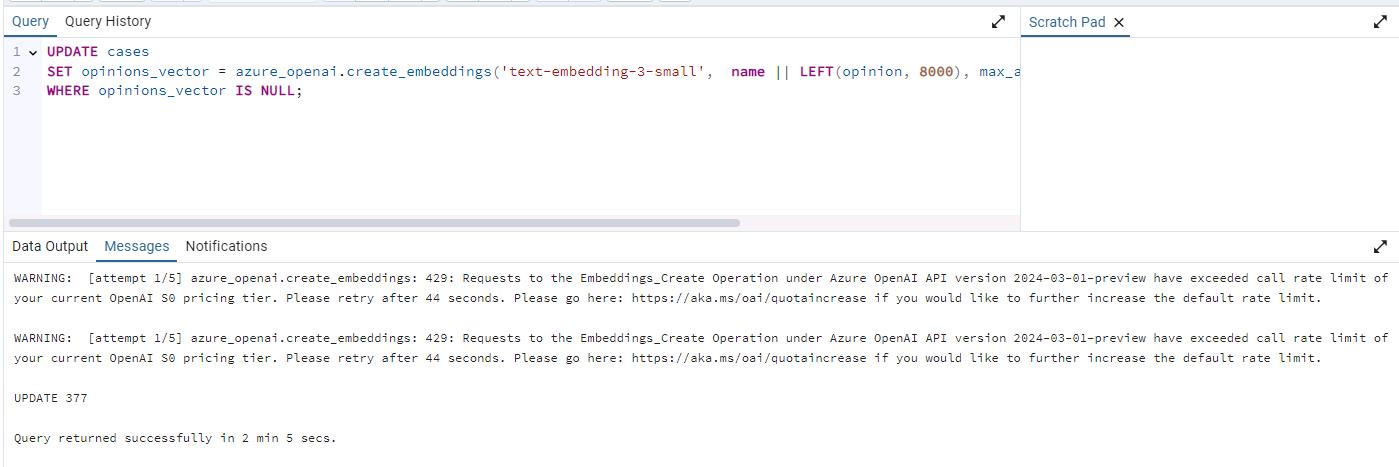 Query Query History Scratch Pad
1 UPDATE cases
2 SET opinions_vector = azure_openai.create_embeddings('text-embedding-3-small',  name || LEFT(opinion, 8000), max_a
3 WHERE opinions_vector IS NULL;
Data Output Messages Notifications
WARNING:  [attempt 1/5] azure_openai.create_embeddings: 429: Requests to the Embeddings_Create Operation under Azure OpenAI API version 2024-03-01-preview have exceeded call rate limit of
your current OpenAI S0 pricing tier. Please retry after 44 seconds. Please go here: https://aka.ms/oai/quotaincrease if you would like to further increase the default rate limit.
WARNING:  [attempt 1/5] azure_openai.create_embeddings: 429: Requests to the Embeddings_Create Operation under Azure OpenAI API version 2024-03-01-preview have exceeded call rate limit of
your current OpenAI S0 pricing tier. Please retry after 44 seconds. Please go here: https://aka.ms/oai/quotaincrease if you would like to further increase the default rate limit.
UPDATE 377
Query returned successfully in 2 min 5 secs.